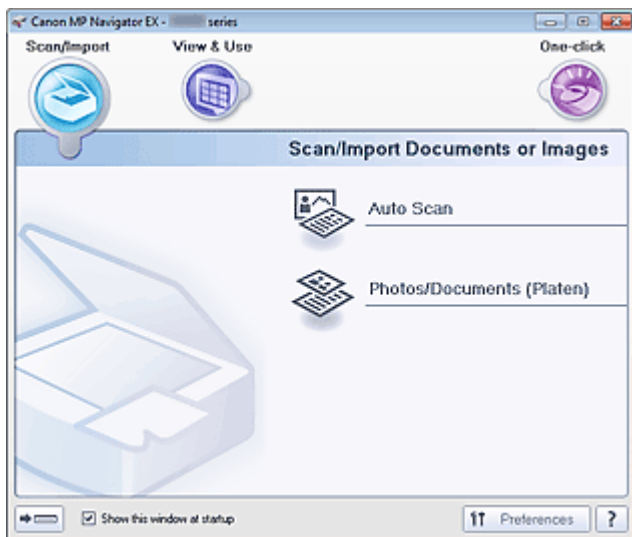 Canon MP Navigator EX - series
Scan/Import View & Use One-click
Scan/Import Documents or Images
Auto Scan
Photos/Documents (Platen)
Show this window at startup Preferences ?